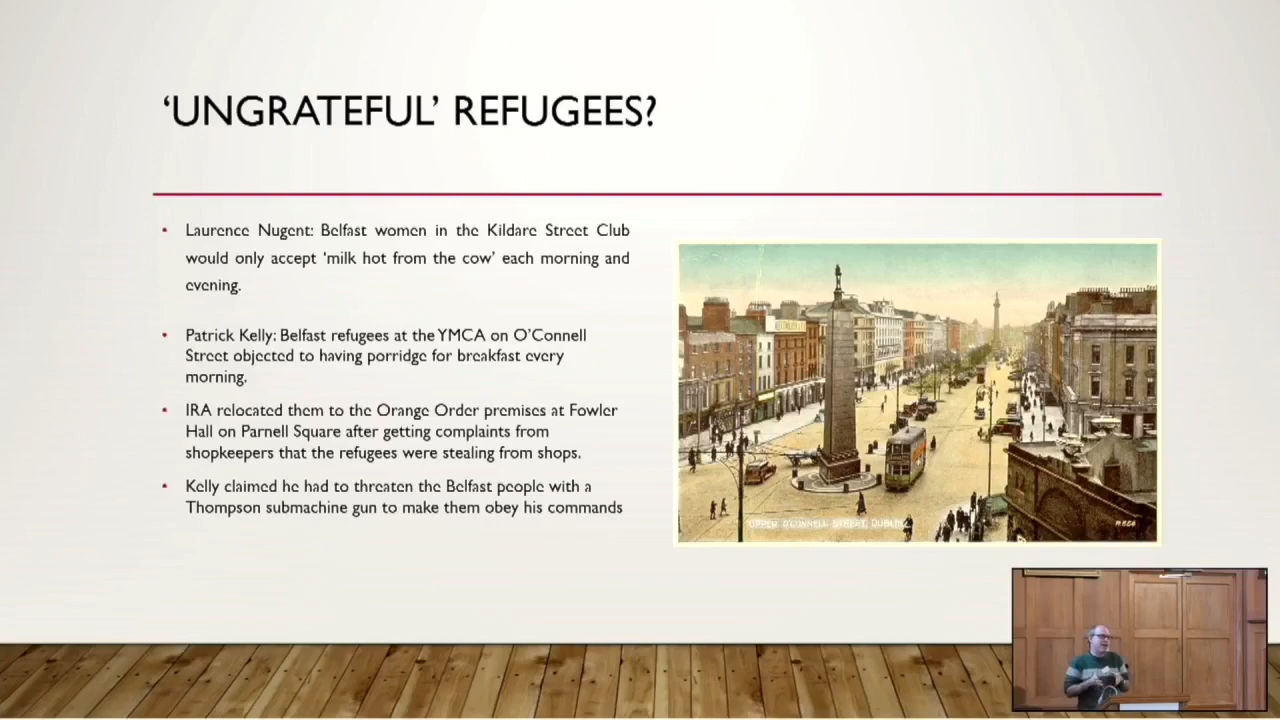 ‘UNGRATEFUL’ REFUGEES?
• Laurence Nugent: Belfast women in the Kildare Street Club
would only accept ‘milk hot from the cow’ each morning and
evening.
• Patrick Kelly: Belfast refugees at the YMCA on O’Connell
Street objected to having porridge for breakfast every
morning.
• IRA relocated them to the Orange Order premises at Fowler
Hall on Parnell Square after getting complaints from
shopkeepers that the refugees were stealing from shops.
• Kelly claimed he had to threaten the Belfast people with a
Thompson submachine gun to make them obey his commands
UPPER O'CONNELL STREET, DUBLIN